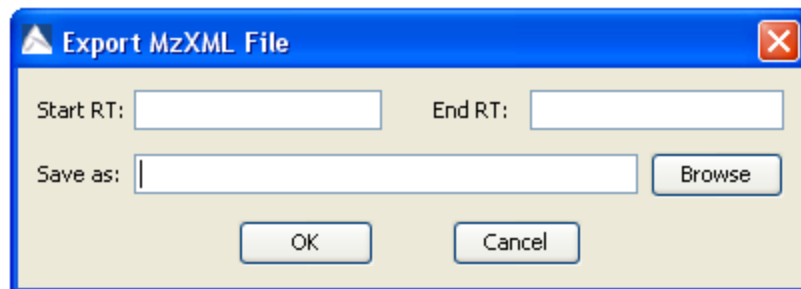 Export MzXML File
Start RT: End RT:
Save as: Browse
OK Cancel